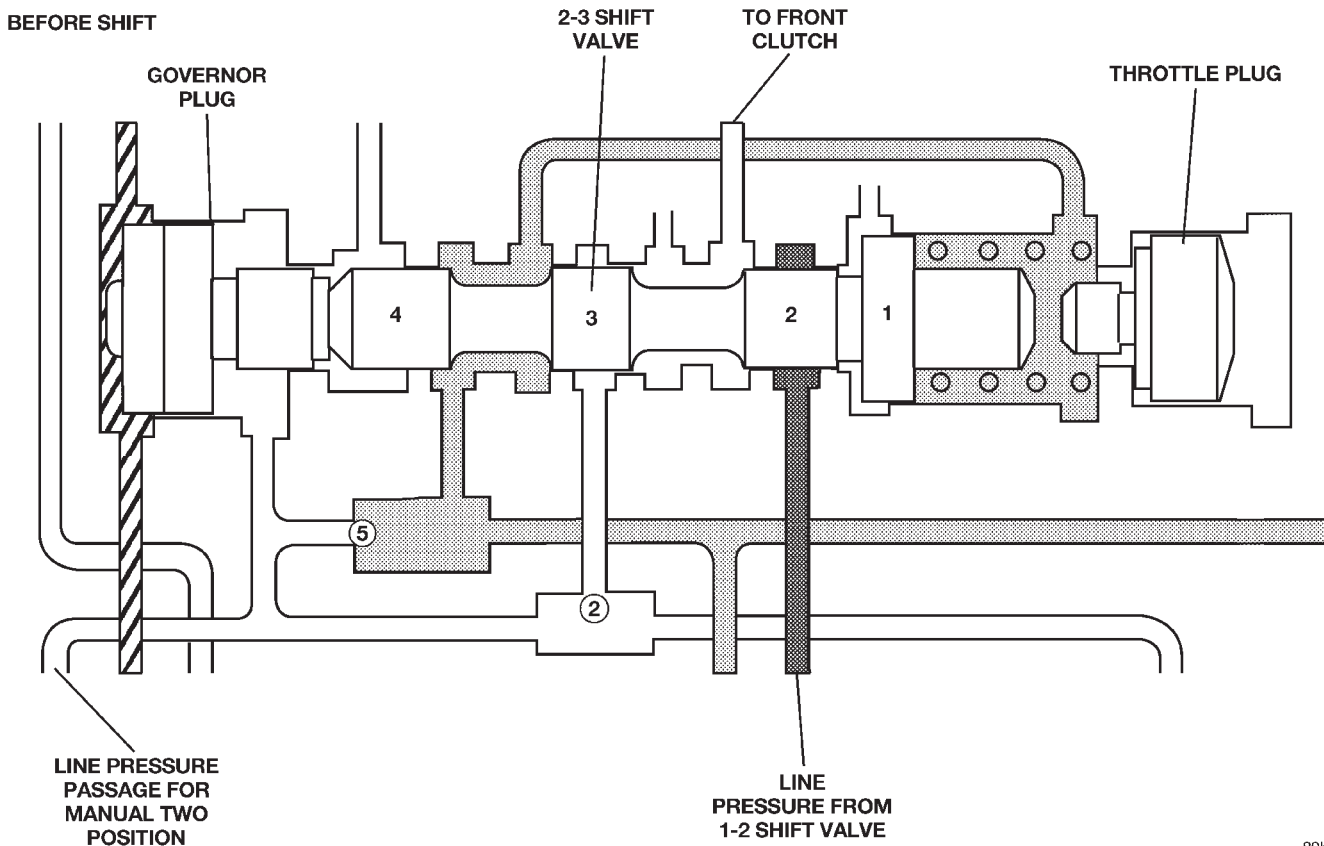 BEFORE SHIFT
2-3 SHIFT
VALVE
TO FRONT
CLUTCH
GOVERNOR
PLUG
THROTTLE PLUG
4
3
2
1
5
2
LINE PRESSURE
PASSAGE FOR
MANUAL TWO
POSITION
LINE
PRESSURE FROM
1-2 SHIFT VALVE